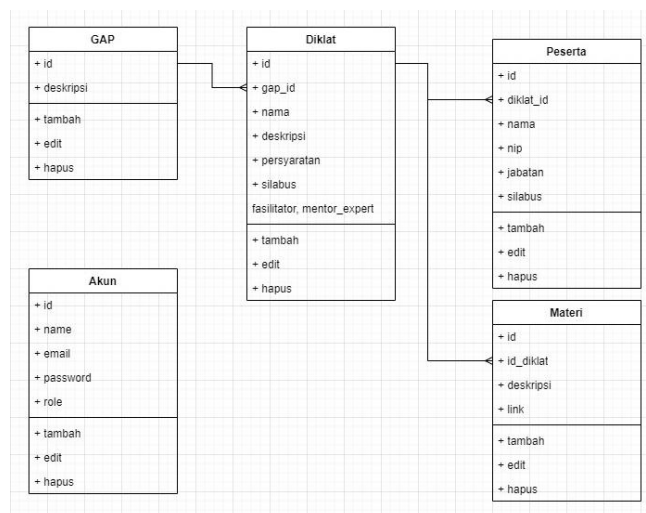 GAP
+ id
+ deskripsi
+ tambah
+ edit
+ hapus
Diklat
+ id
+ gap_id
+ nama
+ deskripsi
+ persyaratan
+ silabus
fasilitator, mentor_expert
+ tambah
+ edit
+ hapus
Peserta
+ id
+ diklat_id
+ nama
+ nip
+ jabatan
+ silabus
+ tambah
+ edit
+ hapus
Akun
+ id
+ name
+ email
+ password
+ role
+ tambah
+ edit
+ hapus
Materi
+ id
+ id_diklat
+ deskripsi
+ link
+ tambah
+ edit
+ hapus